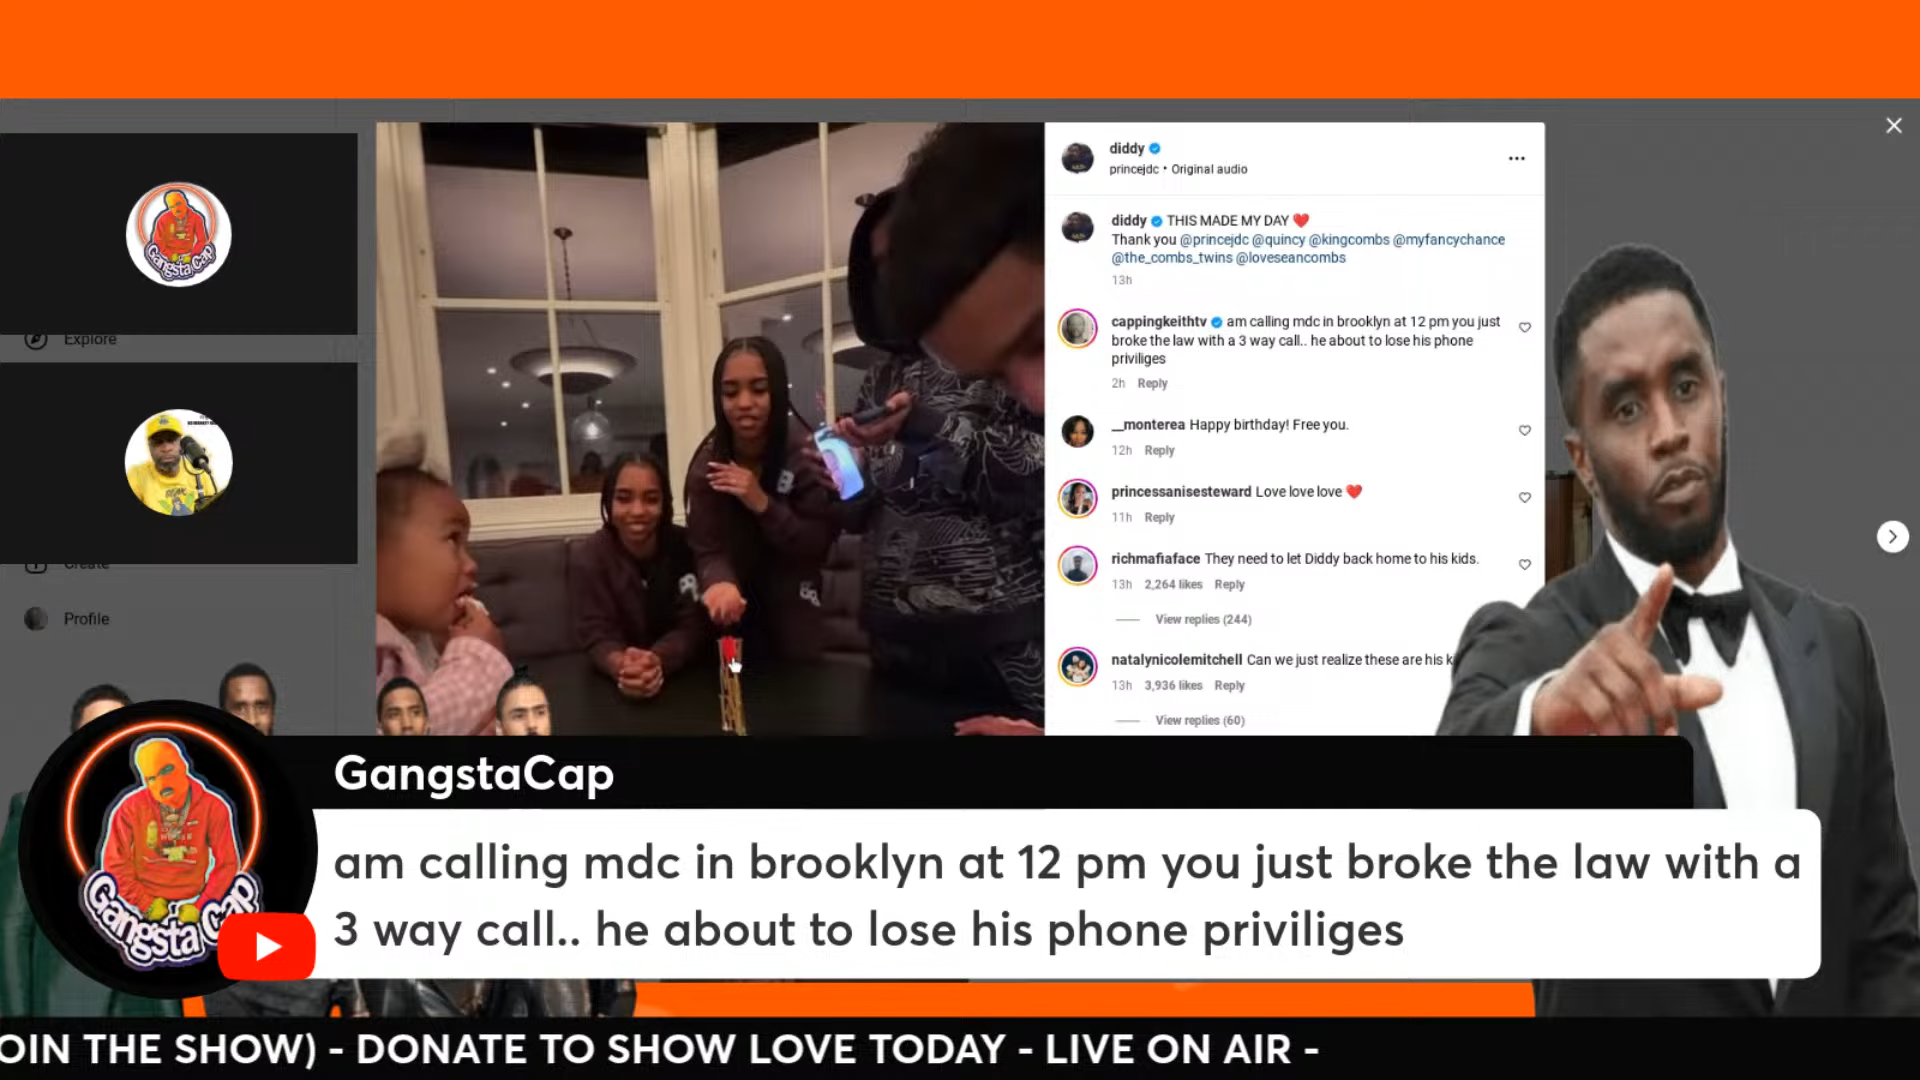 Gangsta Cap
Explore
Create
Profile
diddy
princejdc • Original audio
diddy THIS MADE MY DAY ❤️
Thank you @princejdc @quincy @kingcombs @myfancychance
@the_combs_twins @loveseancombs
13h
cappingkeithtv am calling mdc in brooklyn at 12 pm you just
broke the law with a 3 way call.. he about to lose his phone
priviliges
2h Reply
__monterea Happy birthday! Free you.
12h Reply
princessanisesteward Love love love ❤️
11h Reply
richmafiaface They need to let Diddy back home to his kids.
13h 2,264 likes Reply
View replies (244)
natalynicolemitchell Can we just realize these are his k
13h 3,936 likes Reply
View replies (60)
GangstaCap
Gangsta Cap
am calling mdc in brooklyn at 12 pm you just broke the law with a
3 way call.. he about to lose his phone priviliges
OIN THE SHOW) - DONATE TO SHOW LOVE TODAY - LIVE ON AIR -